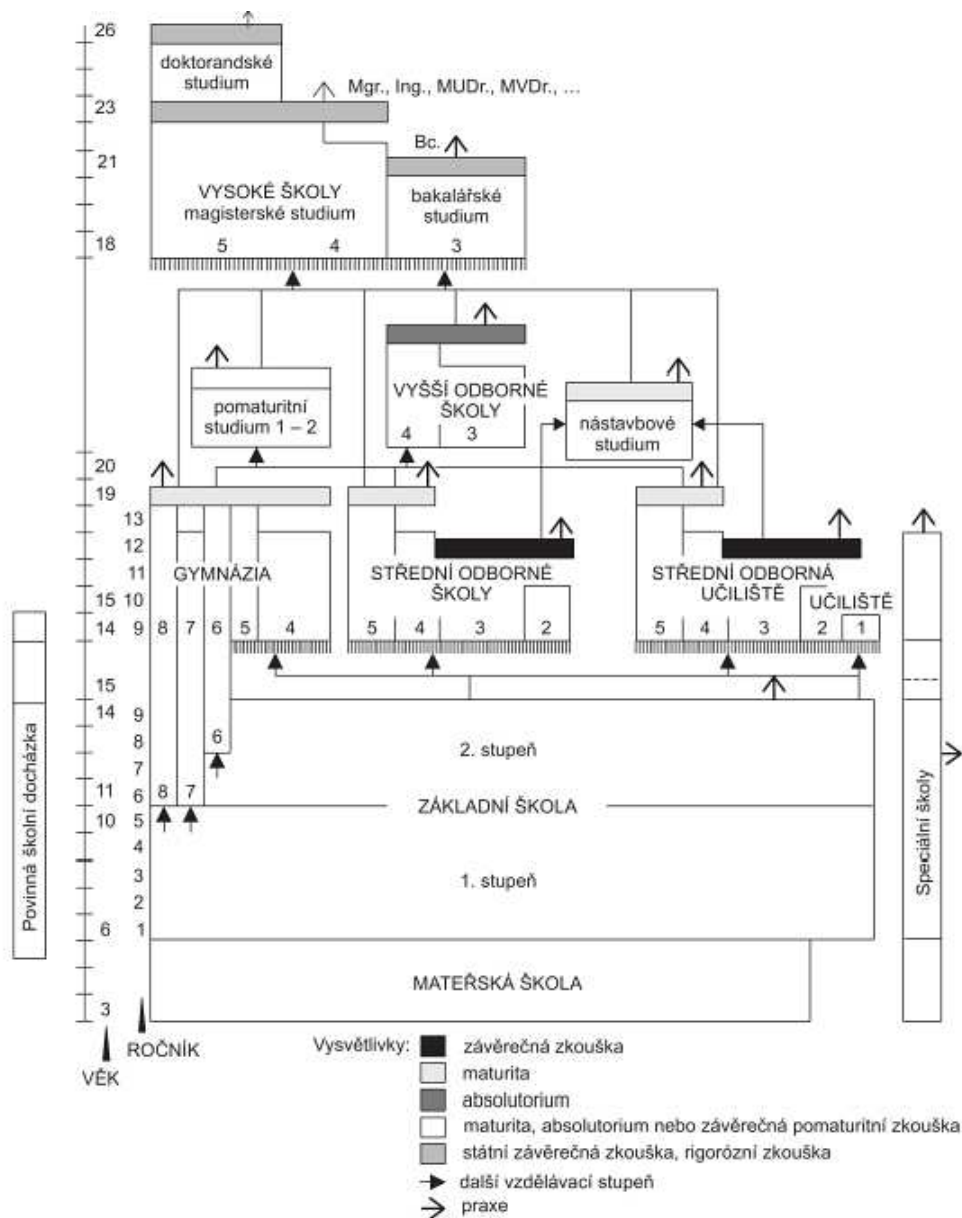 26
doktorandské
studium
23
Mgr., Ing., MUDr., MVDr., ...
21
Bc.
VYSOKÉ ŠKOLY
magisterské studium
bakalářské
studium
18
5 4 3
pomaturitní
studium 1 – 2
VYŠŠÍ ODBORNÉ
ŠKOLY
4 3
nástavbové
studium
20
19
13
12
11
GYMNÁZIA
STŘEDNÍ ODBORNÉ
ŠKOLY
STŘEDNÍ ODBORNÁ
UČILIŠTĚ
UČILIŠTĚ
15 10
14 9 8 7 6 5 4 5 4 3 2 5 4 3 2 1
15
14
9
8 6
7
11 6 8 7
10 5
4
3
2
6 1
3
2. stupeň
ZÁKLADNÍ ŠKOLA
1. stupeň
MATEŘSKÁ ŠKOLA
Povinná školní docházka
Speciální školy
ROČNÍK
VĚK
Vysvětlivky:
závěrečná zkouška
maturita
absolutorium
maturita, absolutorium nebo závěrečná pomaturitní zkouška
státní závěrečná zkouška, rigorózní zkouška
další vzdělávací stupeň
praxe